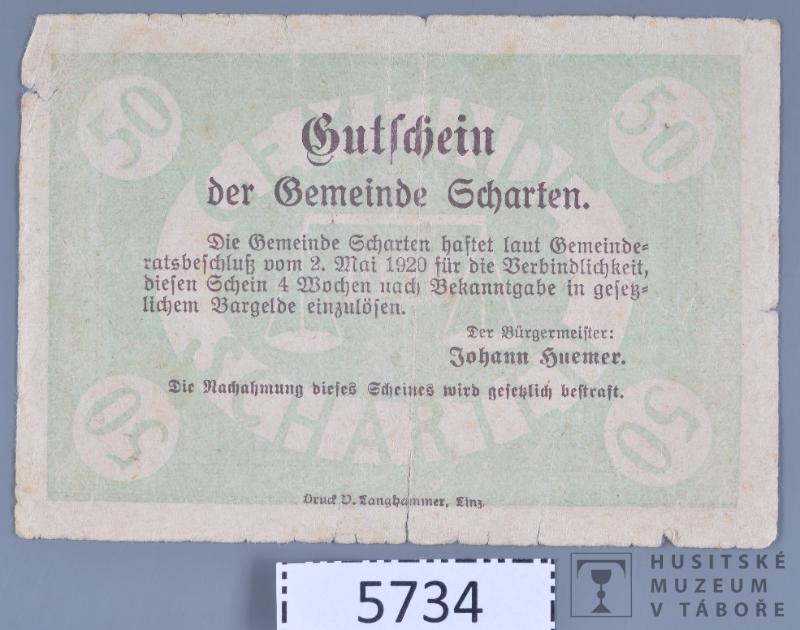 50 50
GEMEINDE
Gutschein
der Gemeinde Scharten.
Die Gemeinde Scharten haftet laut Gemeinde-
ratsbeschluß vom 2. Mai 1920 für die Verbindlichkeit,
diesen Schein 4 Wochen nach Bekanntgabe in gesetz-
lichem Bargelde einzulösen.
Der Bürgermeister:
Johann Huemer.
Die Nachahmung dieses Scheines wird gesetzlich bestraft.
SCHARTEN
50 50
Druck V. Langhammer, Linz.
5734
HUSITSKÉ
MUZEUM
V TÁBOŘE